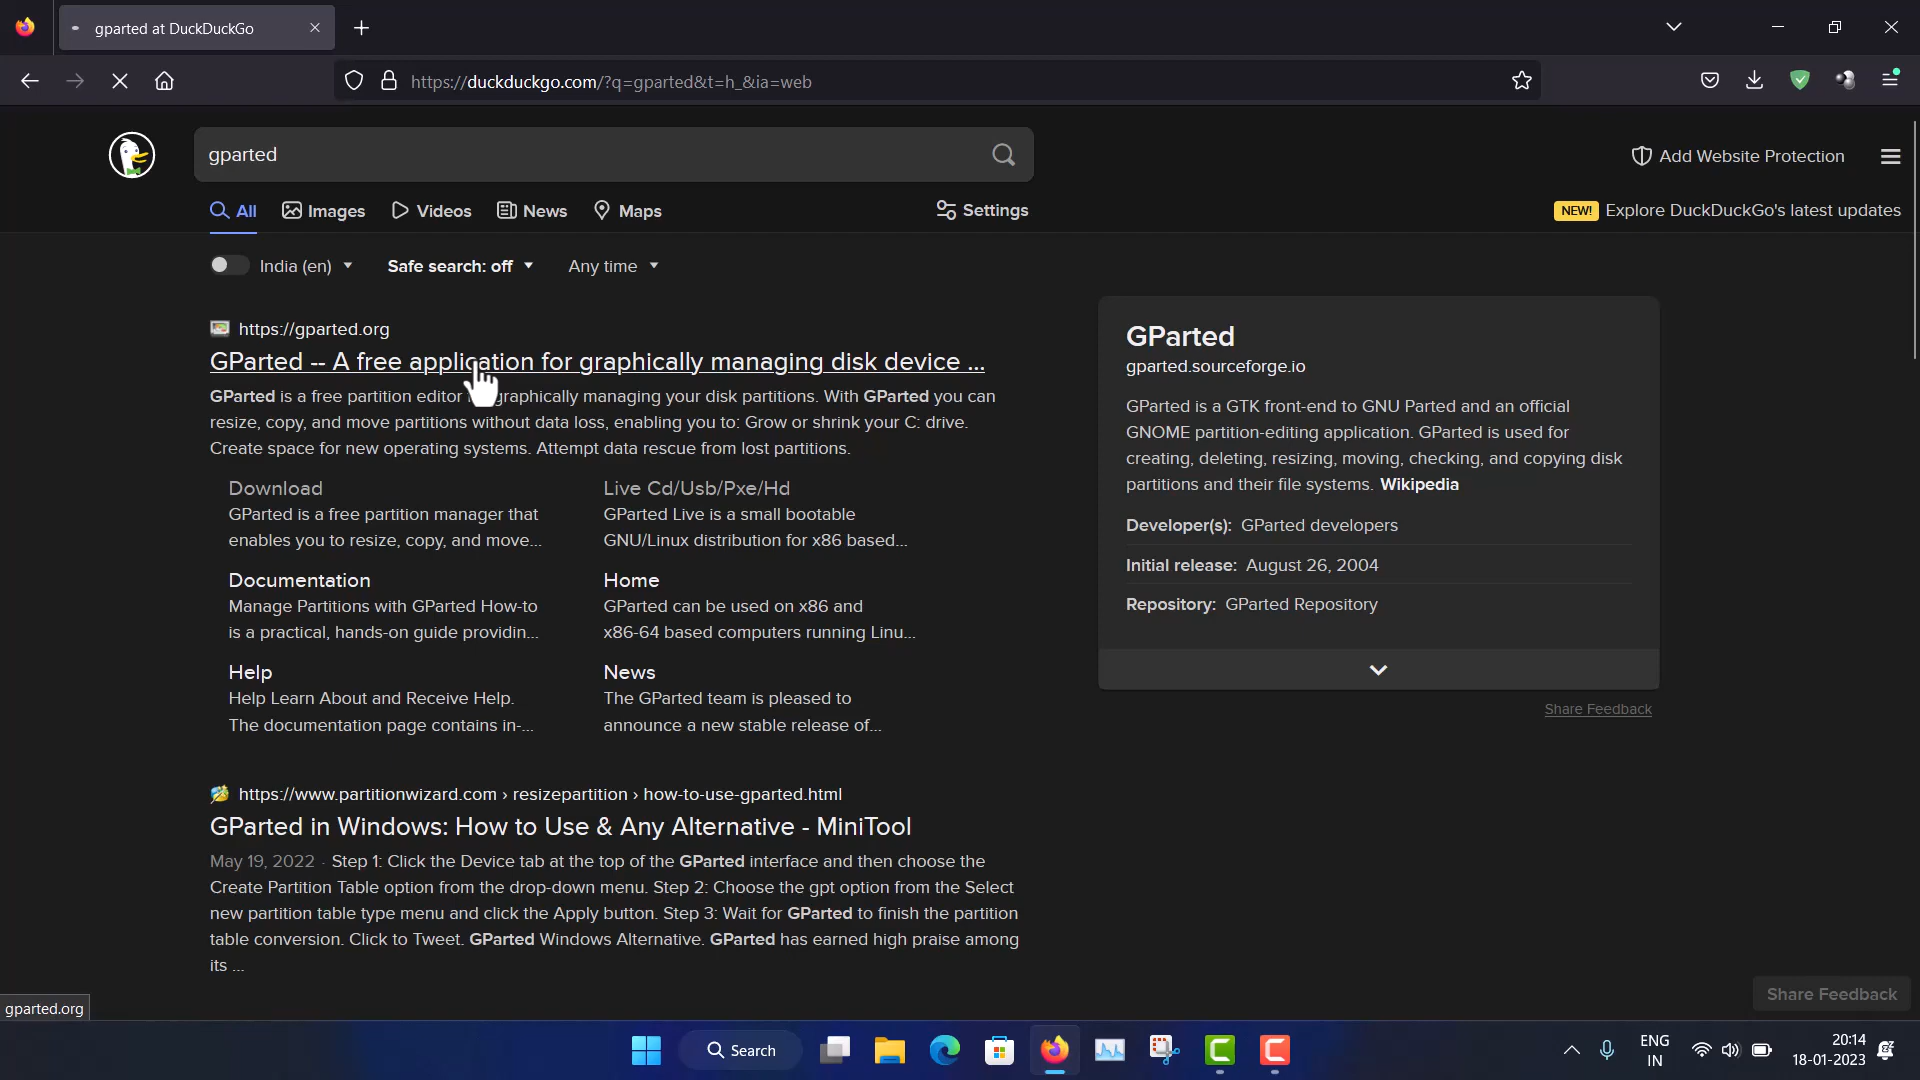 gparted at DuckDuckGo
https://duckduckgo.com/?q=gparted&t=h_&ia=web
gparted
Add Website Protection
All Images Videos News Maps Settings
NEW! Explore DuckDuckGo's latest updates
India (en) Safe search: off Any time
https://gparted.org
GParted -- A free application for graphically managing disk device ...
GParted is a free partition editor graphically managing your disk partitions. With GParted you can
resize, copy, and move partitions without data loss, enabling you to: Grow or shrink your C: drive.
Create space for new operating systems. Attempt data rescue from lost partitions.
Download
GParted is a free partition manager that
enables you to resize, copy, and move...
Live Cd/Usb/Pxe/Hd
GParted Live is a small bootable
GNU/Linux distribution for x86 based...
Documentation
Manage Partitions with GParted How-to
is a practical, hands-on guide providin...
Home
GParted can be used on x86 and
x86-64 based computers running Linu...
Help
Help Learn About and Receive Help.
The documentation page contains in-...
News
The GParted team is pleased to
announce a new stable release of...
https://www.partitionwizard.com › resizepartition › how-to-use-gparted.html
GParted in Windows: How to Use & Any Alternative - MiniTool
May 19, 2022 · Step 1: Click the Device tab at the top of the GParted interface and then choose the
Create Partition Table option from the drop-down menu. Step 2: Choose the gpt option from the Select
new partition table type menu and click the Apply button. Step 3: Wait for GParted to finish the partition
table conversion. Click to Tweet. GParted Windows Alternative. GParted has earned high praise among
its ...
GParted
gparted.sourceforge.io
GParted is a GTK front-end to GNU Parted and an official
GNOME partition-editing application. GParted is used for
creating, deleting, resizing, moving, checking, and copying disk
partitions and their file systems. Wikipedia
Developer(s): GParted developers
Initial release: August 26, 2004
Repository: GParted Repository
Share Feedback
Share Feedback
gparted.org
Search
ENG
IN
20:14
18-01-2023